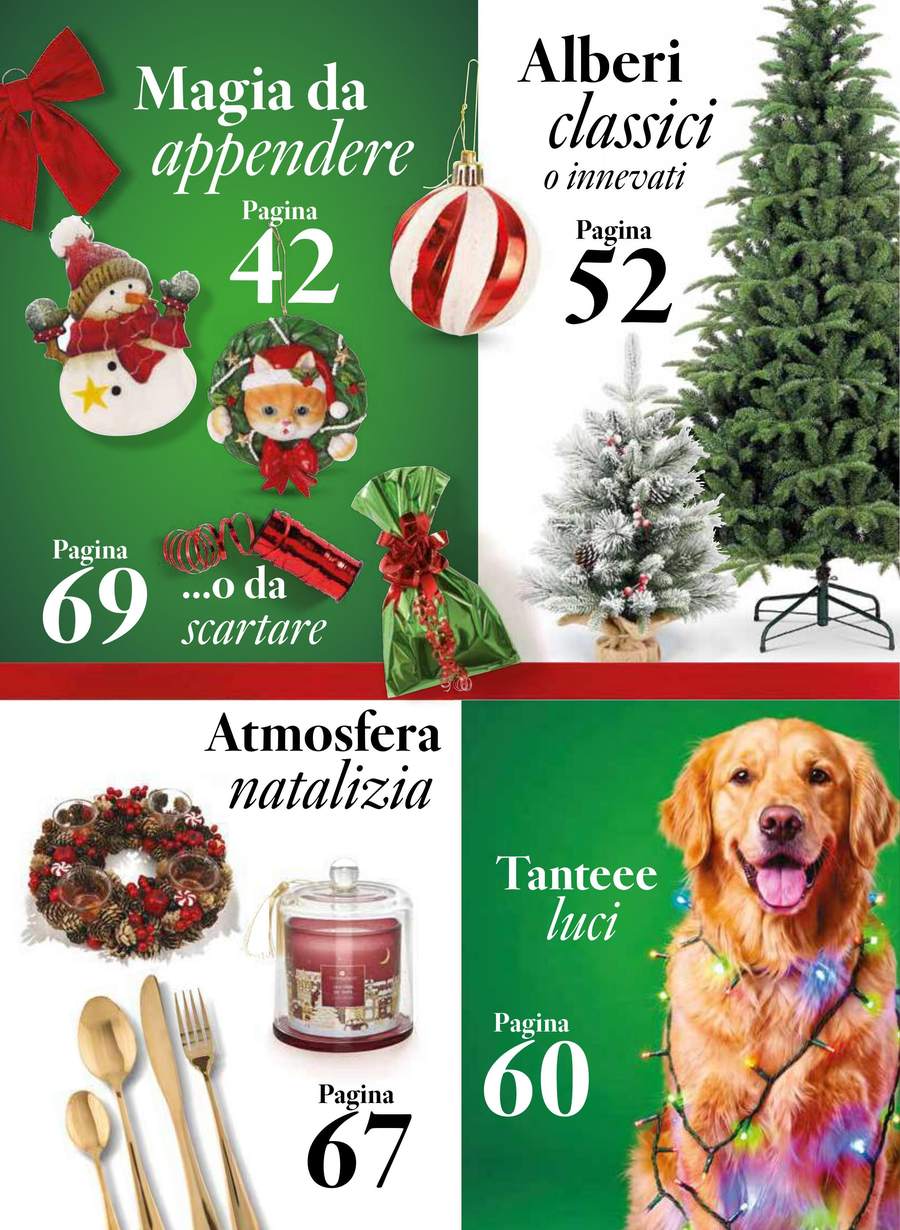 Magia da
appendere
Pagina
42
Alberi
classici
o innevati
Pagina
52
Pagina
69
...o da
scartare
Atmosfera
natalizia
Pagina
67
Tanteee
luci
Pagina
60